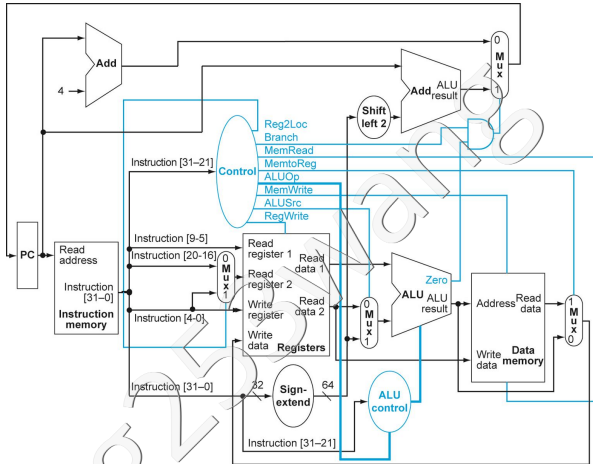 Add
4
Add
ALU
result
0
Mux
1
Shift
left 2
Reg2Loc
Branch
MemRead
MemtoReg
ALUOp
MemWrite
ALUSrc
RegWrite
Instruction [31–21]
Control
PC
Read
address
Instruction
[31–0]
Instruction
memory
Instruction [9-5]
Instruction [20-16]
Instruction [4-0]
0
Mux
1
Read
register 1
Read
register 2
Write
register
Write
data
Read
data 1
Read
data 2
Registers
0
Mux
1
Zero
ALU
ALU
result
Address
Read
data
Write
data
Data
memory
1
Mux
0
Instruction [31–0]
32
Sign-
extend
64
ALU
control
Instruction [31–21]